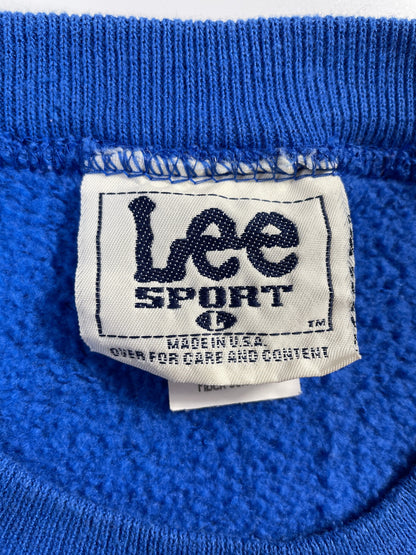 Lee
SPORT
L
TM
MADE IN U.S.A.
OVER FOR CARE AND CONTENT